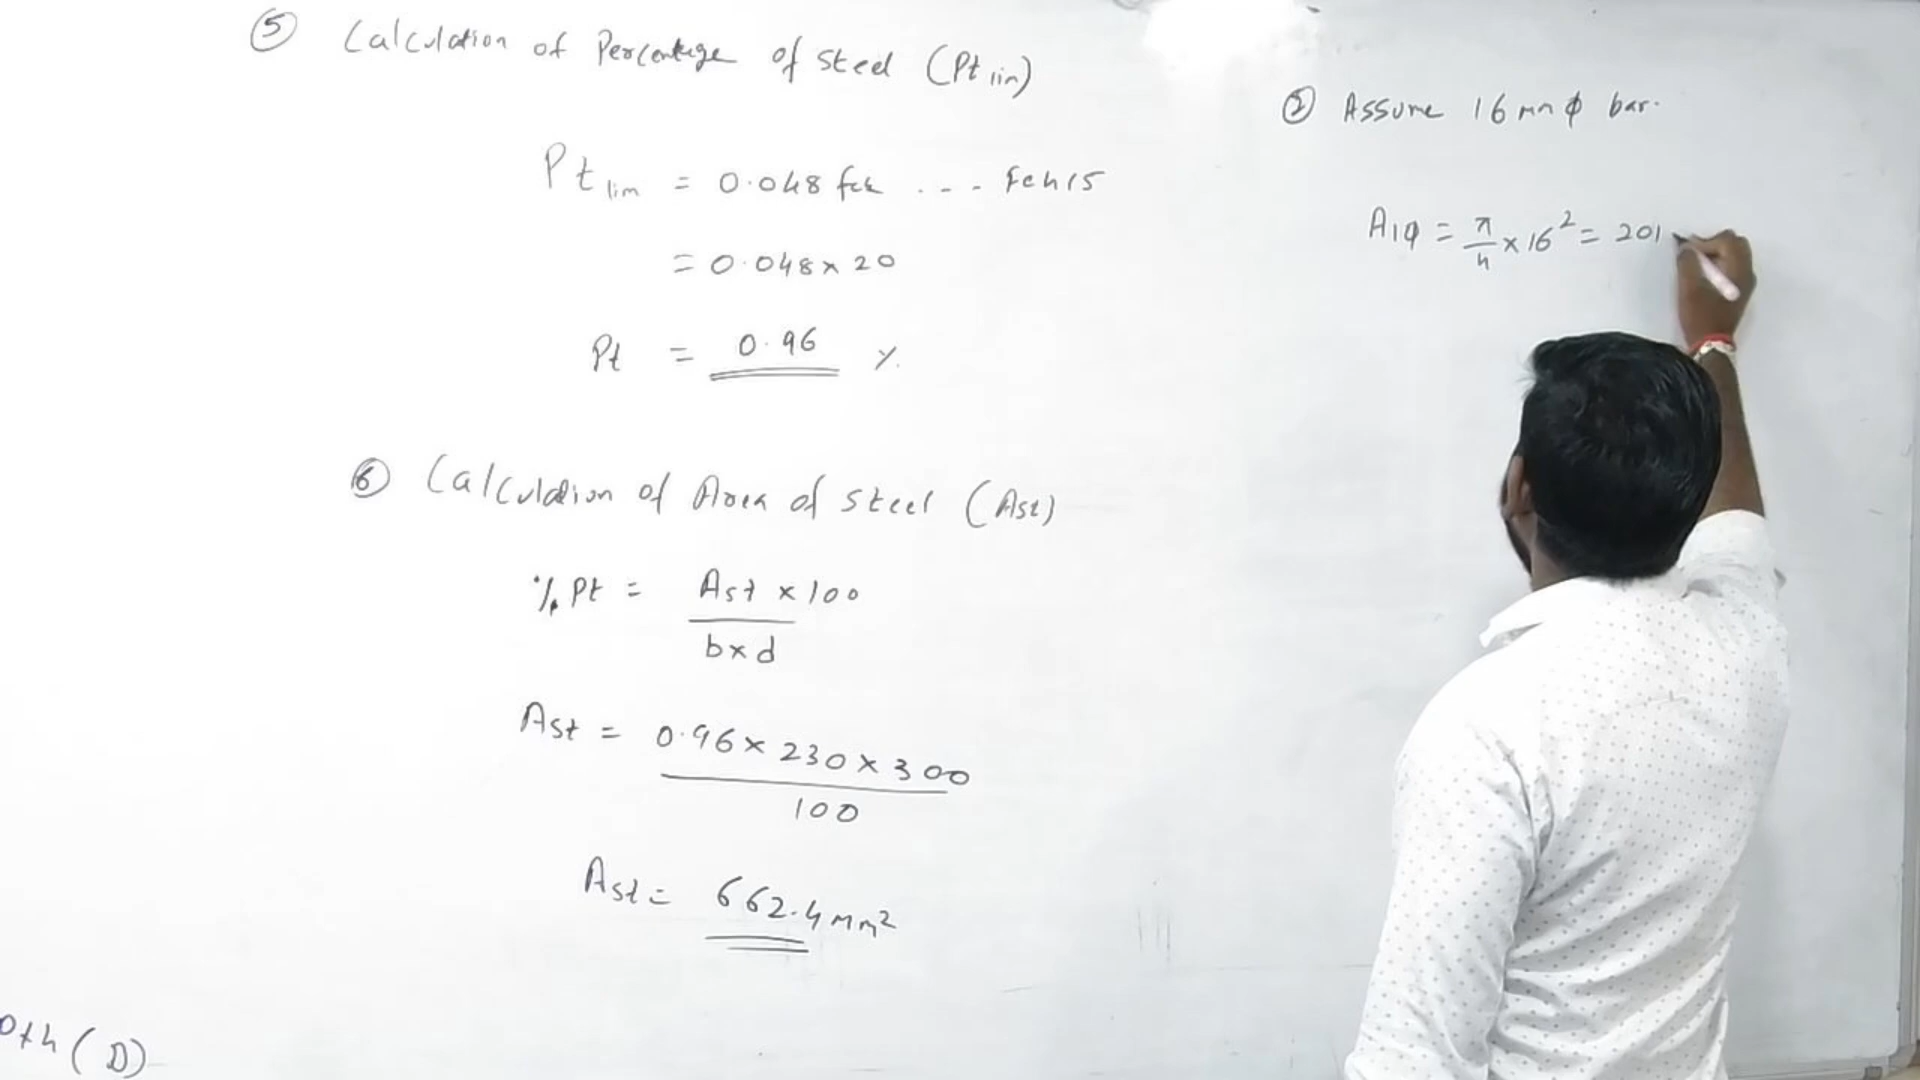 ⑤ Calculation of Percentage of Steel (Pt lim)
Pt lim = 0.048 fck ... Fe415
= 0.048 × 20
Pt = 0.96 %
⑥ Calculation of Area of Steel (Ast)
% Pt = Ast × 100
b × d
Ast = 0.96 × 230 × 300
100
Ast = 662.4 mm²
(D)
⑦ Assume 16 mm φ bar.
A1φ = π/4 × 16² = 201